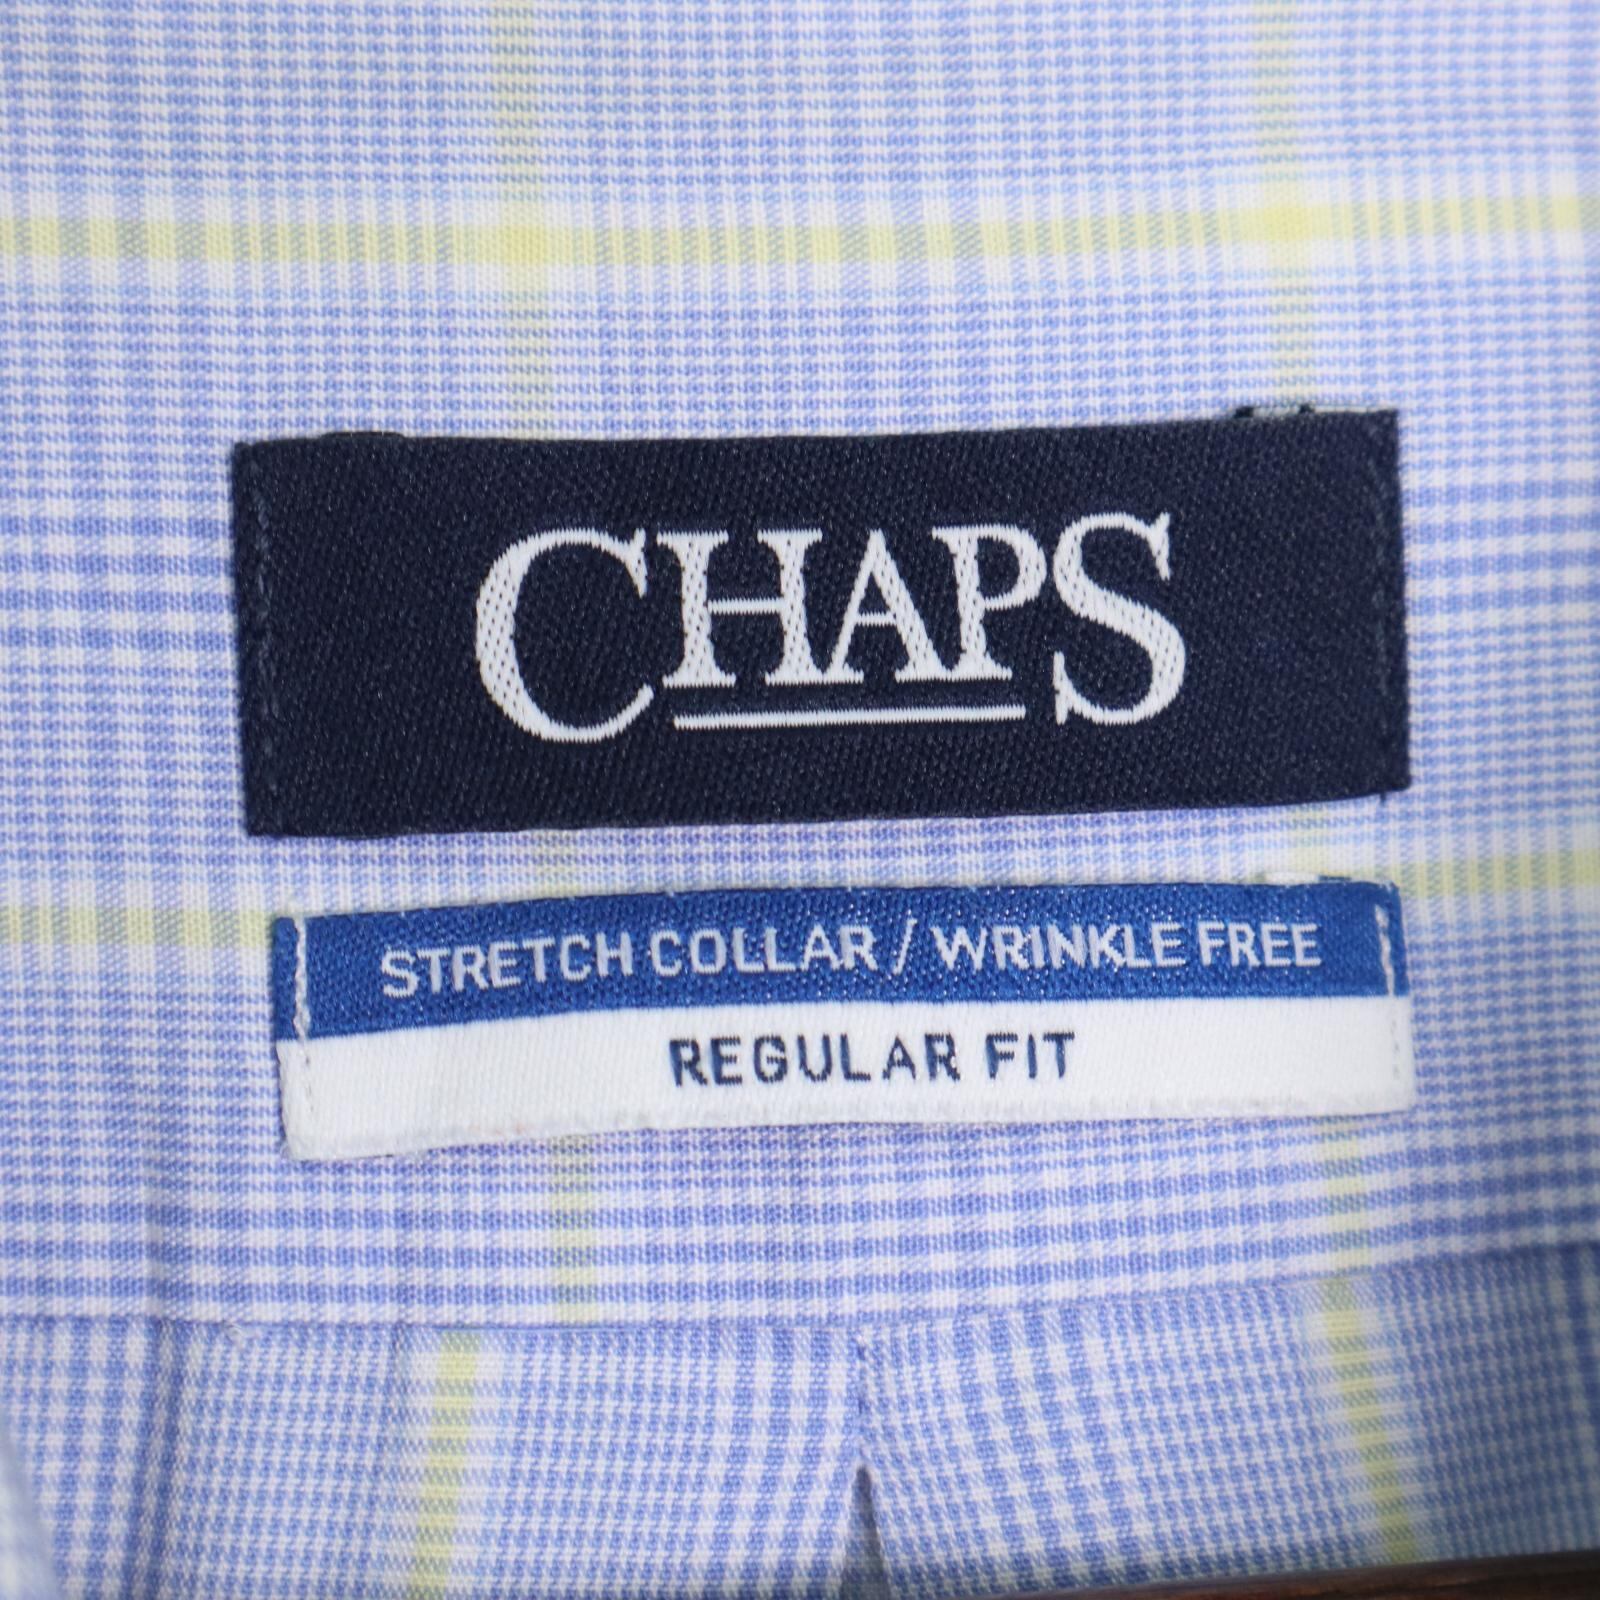 CHAPS
STRETCH COLLAR / WRINKLE FREE
REGULAR FIT